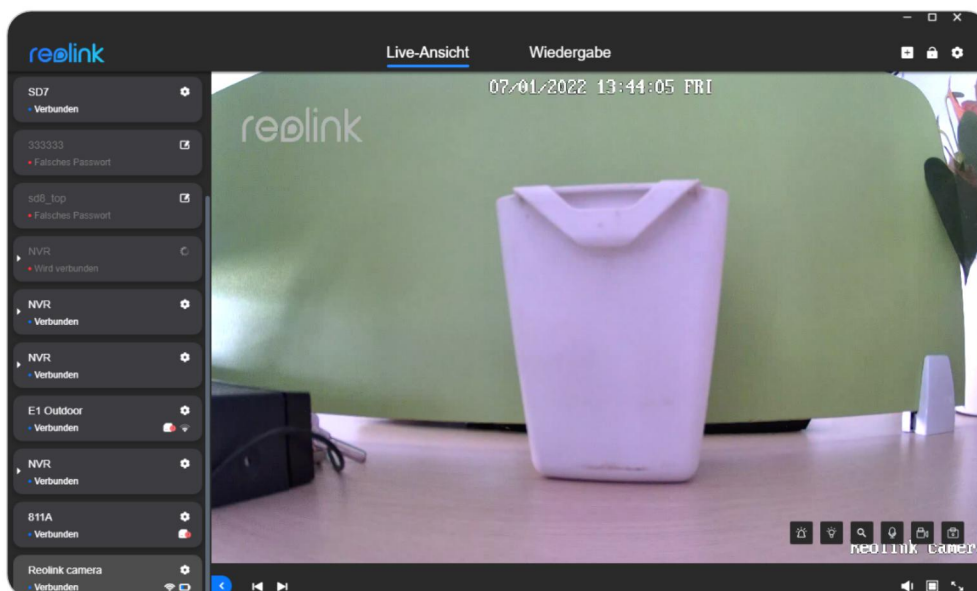 reolink
Live-Ansicht
Wiedergabe
SD7
Verbunden
333333
Falsches Passwort
sd8_top
Falsches Passwort
NVR
Wird verbunden
NVR
Verbunden
NVR
Verbunden
E1 Outdoor
Verbunden
NVR
Verbunden
811A
Verbunden
Reolink camera
Verbunden
07/01/2022 13:44:05 FRI
reolink
Reolink camer